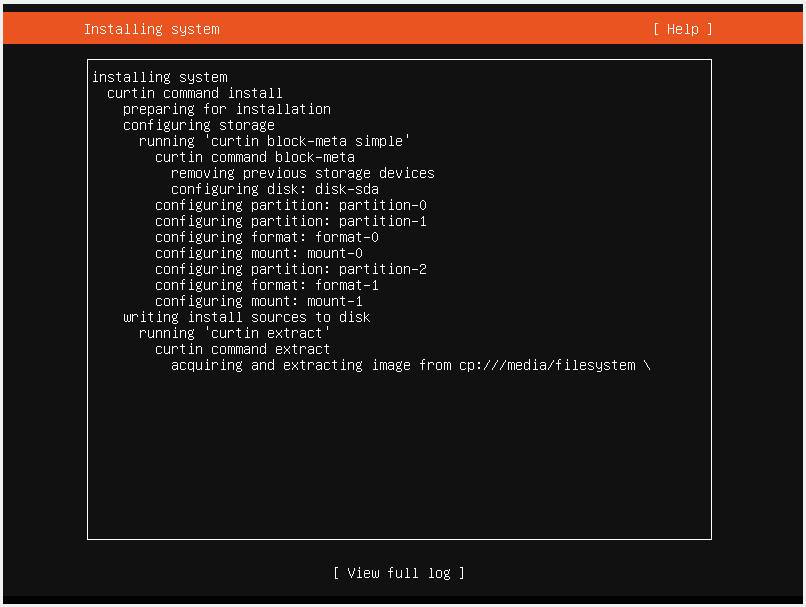 Installing system [ Help ]
installing system
curtin command install
preparing for installation
configuring storage
running 'curtin block-meta simple'
curtin command block-meta
removing previous storage devices
configuring disk: disk-sda
configuring partition: partition-0
configuring partition: partition-1
configuring format: format-0
configuring mount: mount-0
configuring partition: partition-2
configuring format: format-1
configuring mount: mount-1
writing install sources to disk
running 'curtin extract'
curtin command extract
acquiring and extracting image from cp:///media/filesystem \
[ View full log ]